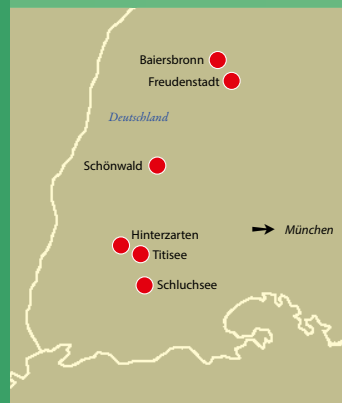 Baiersbronn
Freudenstadt
Deutschland
Schönwald
München
Hinterzarten
Titisee
Schluchsee